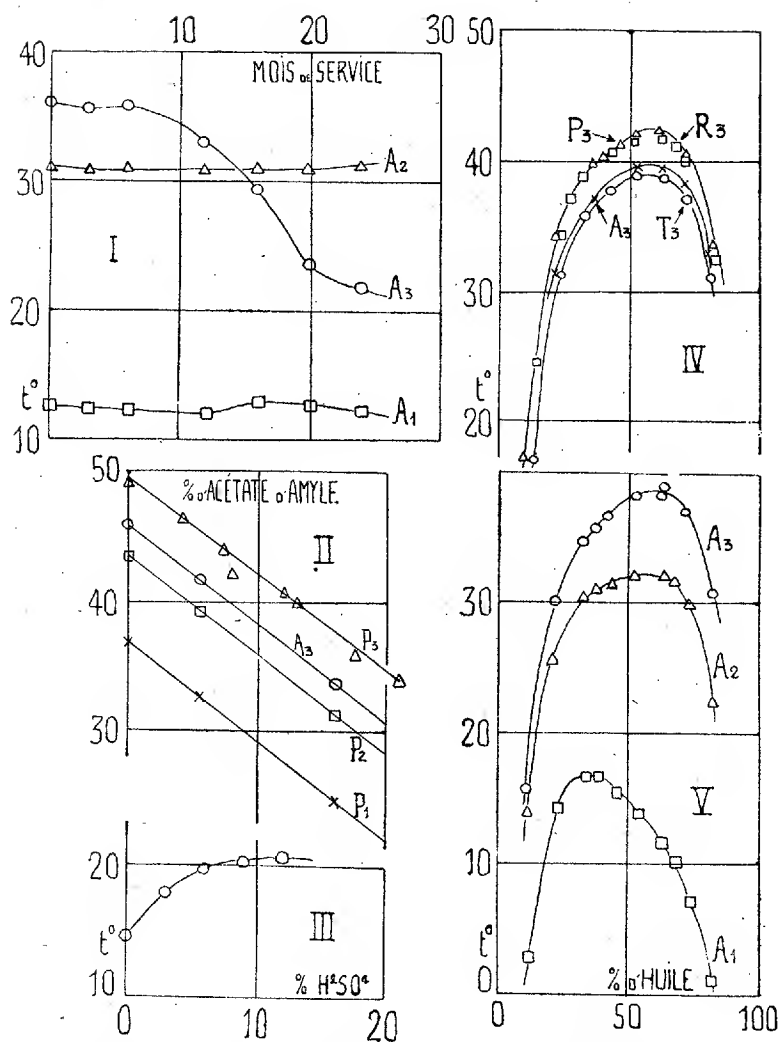 0 10 20 30
40
MOIS DE SERVICE
A2
30
I
A3
20
t°
A1
10
50
P3
R3
40
A3
T3
30
IV
t°
20
50
% D'ACÉTATE D'AMYLE
II
40
A3
P3
30
P2
P1
20
III
t°
10
% H²SO⁴
0 10 20
A3
30
A2
20
V
10
t°
A1
0
% D'HUILE
0 50 100